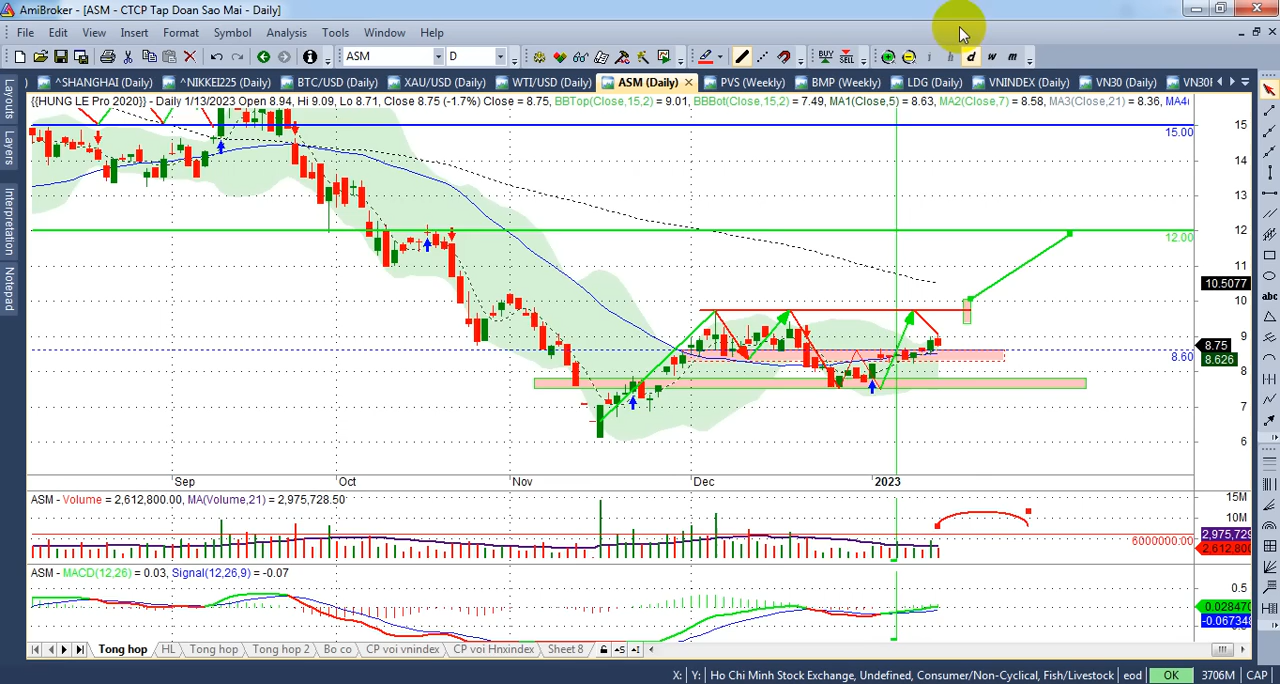 AmiBroker - [ASM - CTCP Tap Doan Sao Mai - Daily]
File Edit View Insert Format Symbol Analysis Tools Window Help
ASM D BUY SELL i h d w m
^SHANGHAI (Daily) ^NIKKEI225 (Daily) BTC/USD (Daily) XAU/USD (Daily) WTI/USD (Daily) ASM (Daily) PVS (Weekly) BMP (Weekly) LDG (Daily) VNINDEX (Daily) VN30 (Daily) VN30F
Layouts
Layers
Interpretation
Notepad
{{HUNG LE Pro 2020}} - Daily 1/13/2023 Open 8.94, Hi 9.09, Lo 8.71, Close 8.75 (-1.7%) Close = 8.75, BBTop(Close,15,2) = 9.01, BBBot(Close,15,2) = 7.49, MA1(Close,5) = 8.63, MA2(Close,7) = 8.58, MA3(Close,21) = 8.36, MA4(
15.00
15
14
13
12.00
12
11
10.5077
10
9
8.75
8.60
8.626
8
7
6
abc
Sep Oct Nov Dec 2023
ASM - Volume = 2,612,800.00, MA(Volume,21) = 2,975,728.50
15M
10M
6000000.00
2,975,729
2,612,800
ASM - MACD(12,26) = 0.03, Signal(12,26,9) = -0.07
0.5
0.028470
-0.067348
Tong hop HL Tong hop Tong hop 2 Bo co CP voi vnindex CP voi Hnxindex Sheet 8
X: Y: Ho Chi Minh Stock Exchange, Undefined, Consumer/Non-Cyclical, Fish/Livestock eod OK 3706M CAP